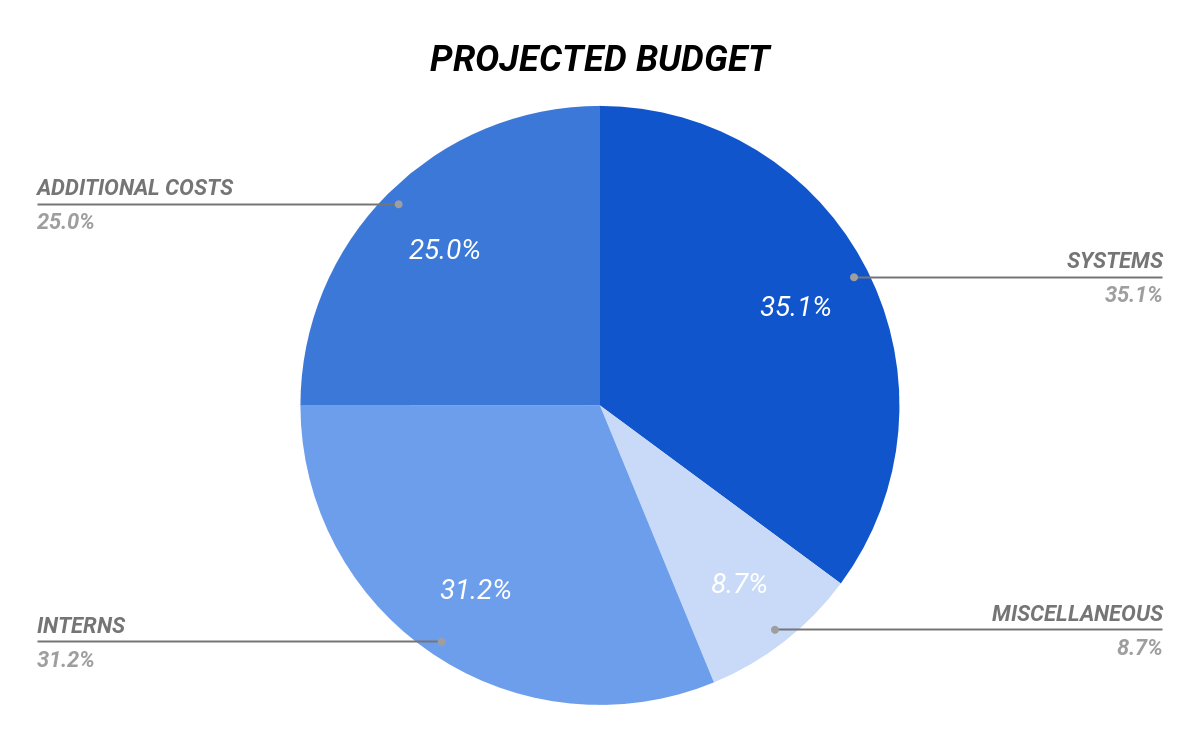 PROJECTED BUDGET
ADDITIONAL COSTS
25.0%
25.0%
SYSTEMS
35.1%
35.1%
INTERNS
31.2%
31.2%
MISCELLANEOUS
8.7%
8.7%